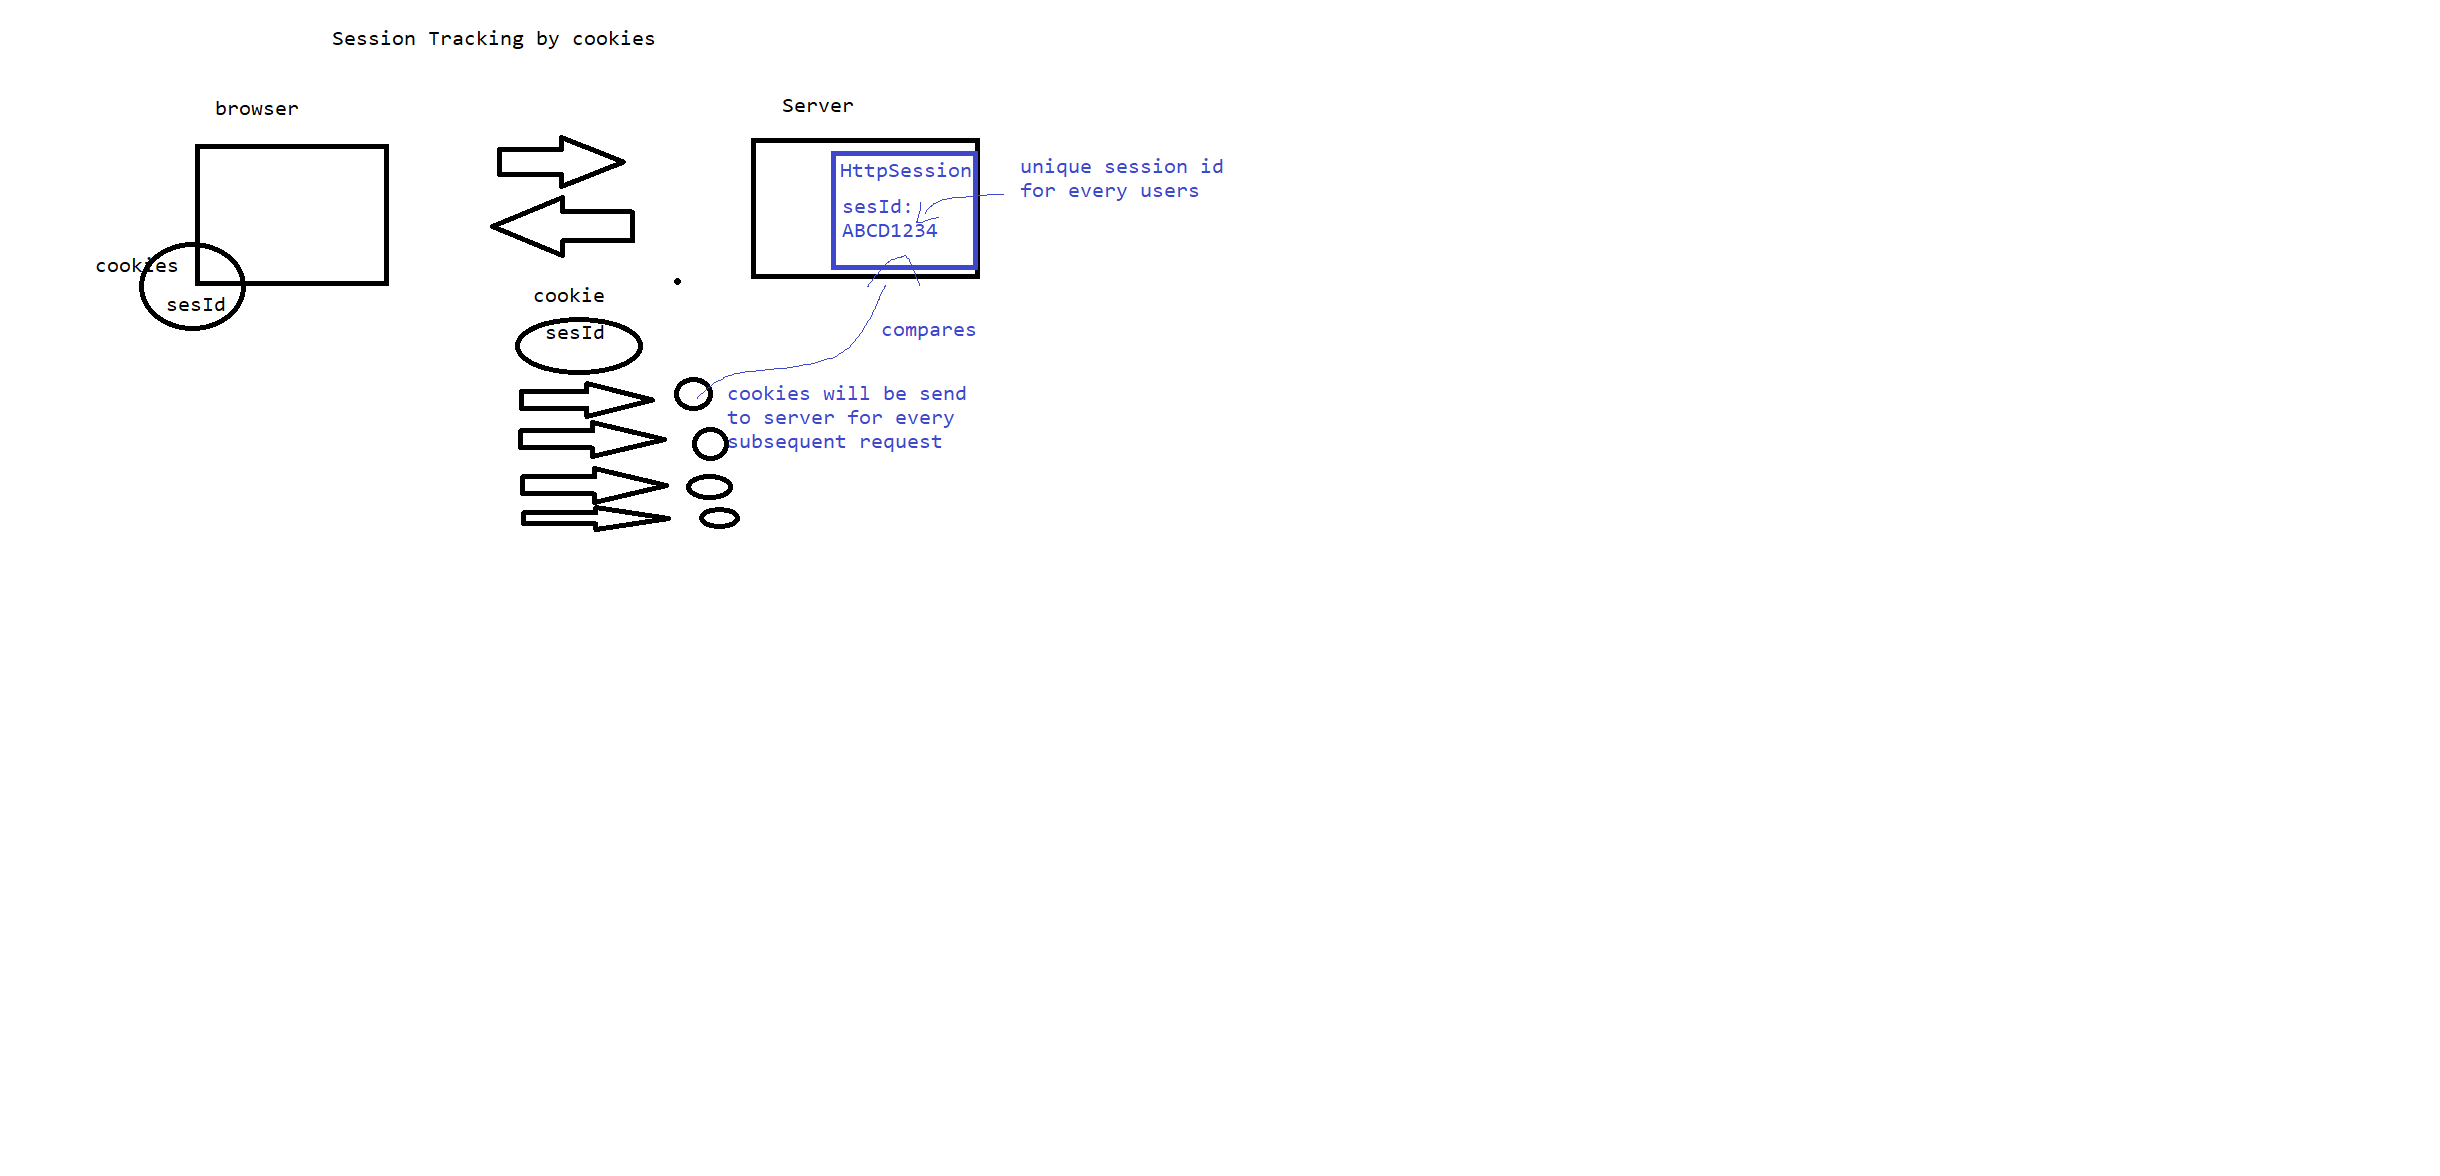 Session Tracking by cookies
browser
Server
HttpSession
sesId:
ABCD1234
unique session id
for every users
cookies
sesId
cookie
sesId
compares
cookies will be send
to server for every
subsequent request